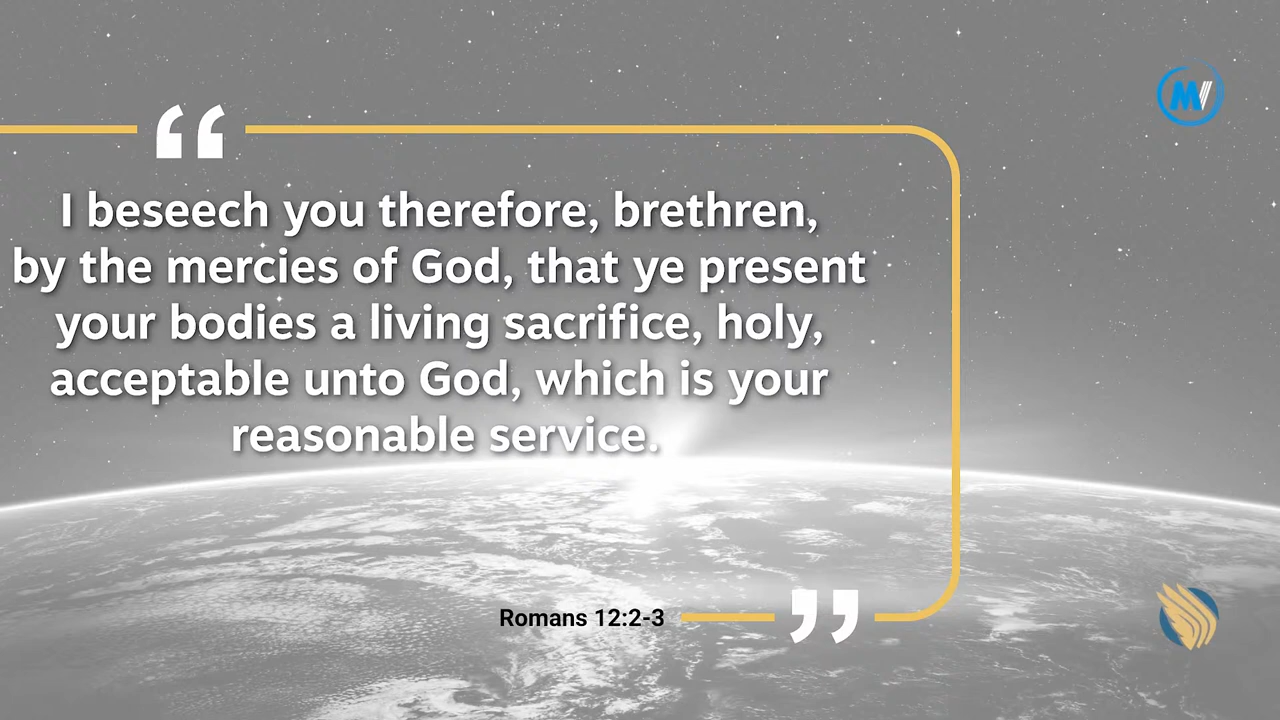 “
I beseech you therefore, brethren,
by the mercies of God, that ye present
your bodies a living sacrifice, holy,
acceptable unto God, which is your
reasonable service.
Romans 12:2-3
”
MV